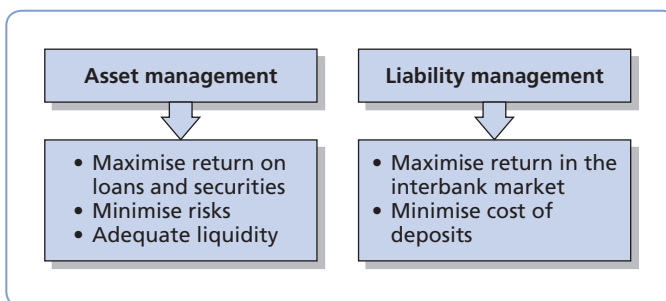 Asset management
• Maximise return on
loans and securities
• Minimise risks
• Adequate liquidity
Liability management
• Maximise return in the
interbank market
• Minimise cost of
deposits